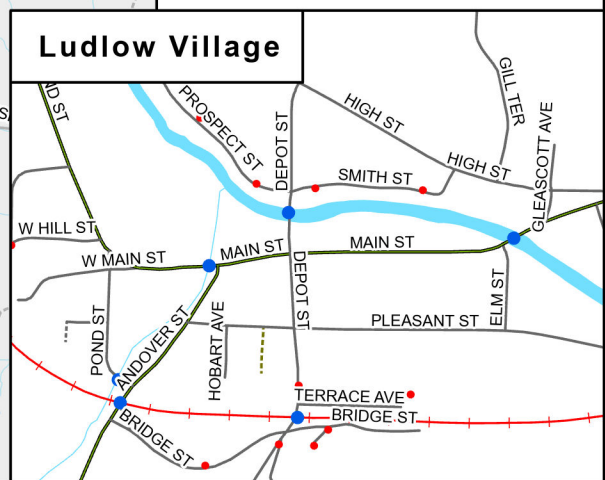 Ludlow Village
ND ST
PROSPECT ST
DEPOT ST
HIGH ST
GILL TER
GLEASCOTT AVE
SMITH ST
HIGH ST
W HILL ST
W MAIN ST
MAIN ST
MAIN ST
DEPOT ST
ELM ST
POND ST
ANDOVER ST
HOBART AVE
PLEASANT ST
TERRACE AVE
BRIDGE ST
BRIDGE ST